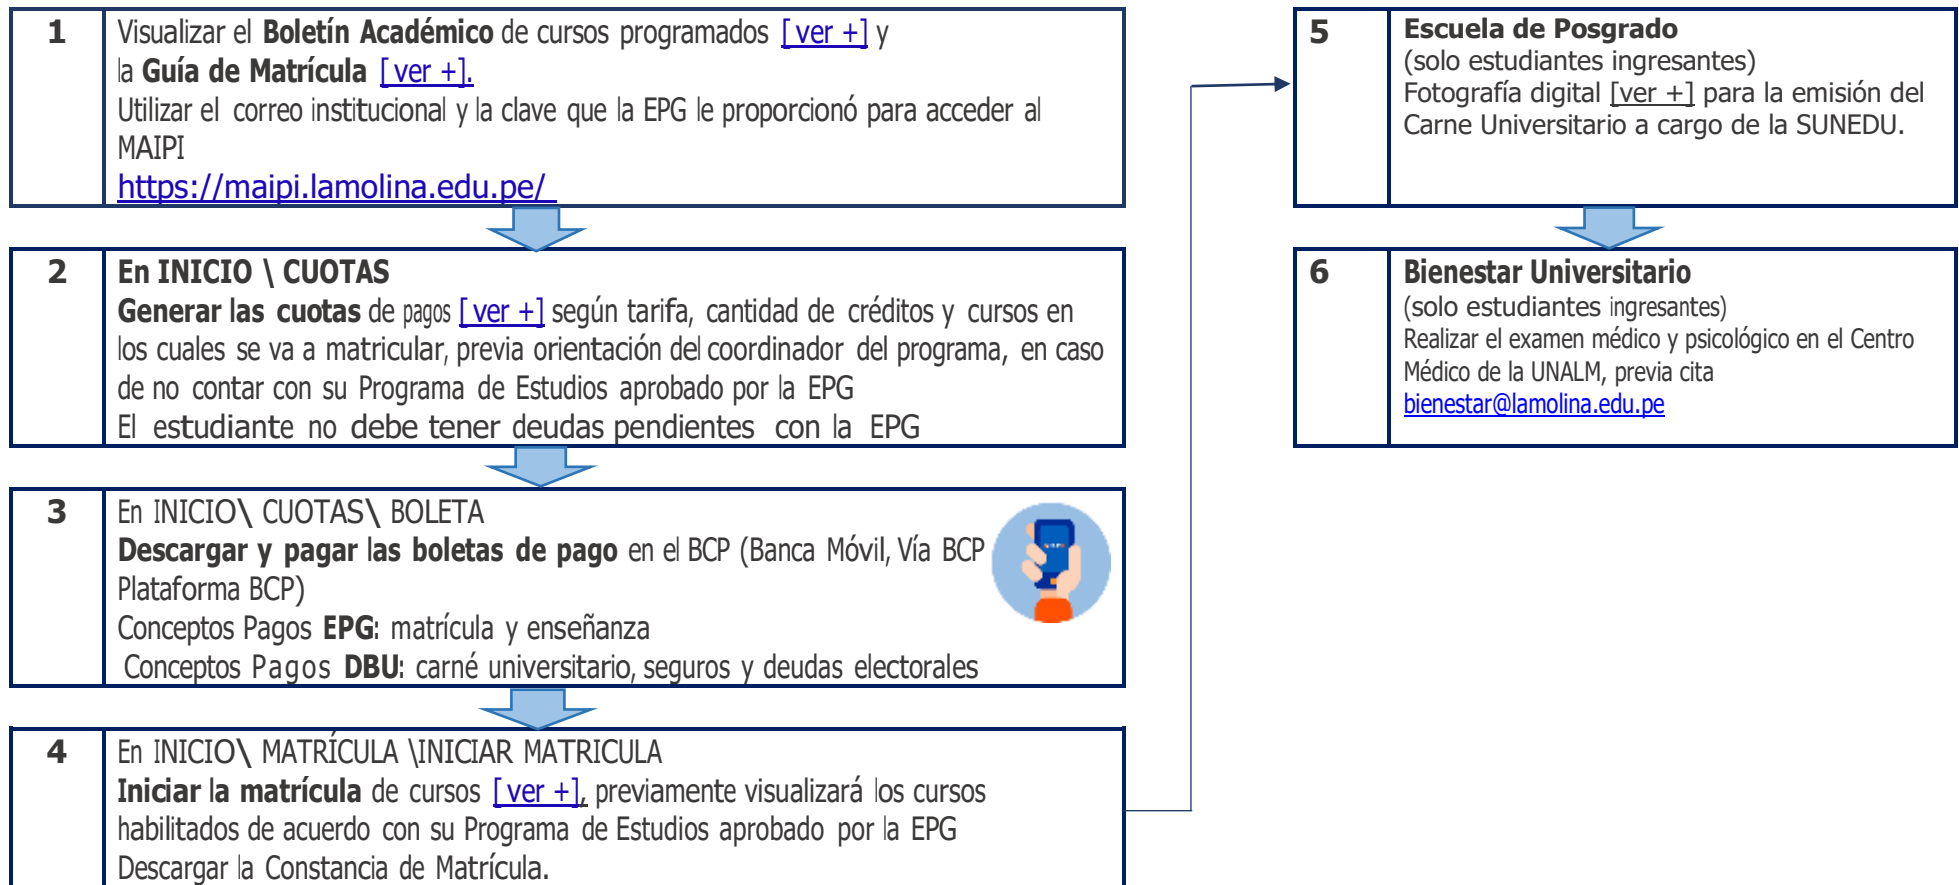 1
Visualizar el Boletín Académico de cursos programados [ ver +] y
la Guía de Matrícula [ ver +].
Utilizar el correo institucional y la clave que la EPG le proporcionó para acceder al
MAIPI
https://maipi.lamolina.edu.pe/
2
En INICIO \ CUOTAS
Generar las cuotas de pagos [ ver +] según tarifa, cantidad de créditos y cursos en
los cuales se va a matricular, previa orientación del coordinador del programa, en caso
de no contar con su Programa de Estudios aprobado por la EPG
El estudiante no debe tener deudas pendientes con la EPG
3
En INICIO\ CUOTAS\ BOLETA
Descargar y pagar las boletas de pago en el BCP (Banca Móvil, Vía BCP
Plataforma BCP)
Conceptos Pagos EPG: matrícula y enseñanza
Conceptos Pagos DBU: carné universitario, seguros y deudas electorales
4
En INICIO\ MATRÍCULA \INICIAR MATRICULA
Iniciar la matrícula de cursos [ ver +], previamente visualizará los cursos
habilitados de acuerdo con su Programa de Estudios aprobado por la EPG
Descargar la Constancia de Matrícula.
5
Escuela de Posgrado
(solo estudiantes ingresantes)
Fotografía digital [ver +] para la emisión del
Carne Universitario a cargo de la SUNEDU.
6
Bienestar Universitario
(solo estudiantes ingresantes)
Realizar el examen médico y psicológico en el Centro
Médico de la UNALM, previa cita
bienestar@lamolina.edu.pe